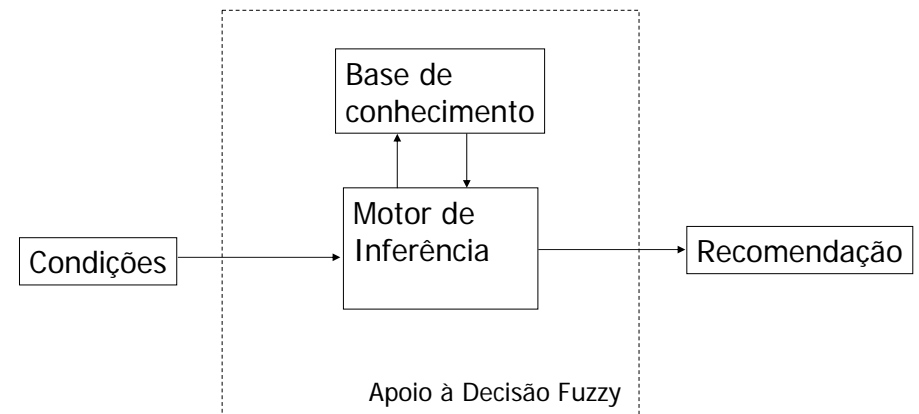 Base de
conhecimento
Motor de
Inferência
Condições
Recomendação
Apoio à Decisão Fuzzy